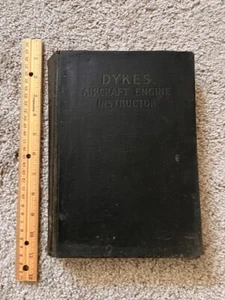 DYKES
AIRCRAFT ENGINE
INSTRUCTOR